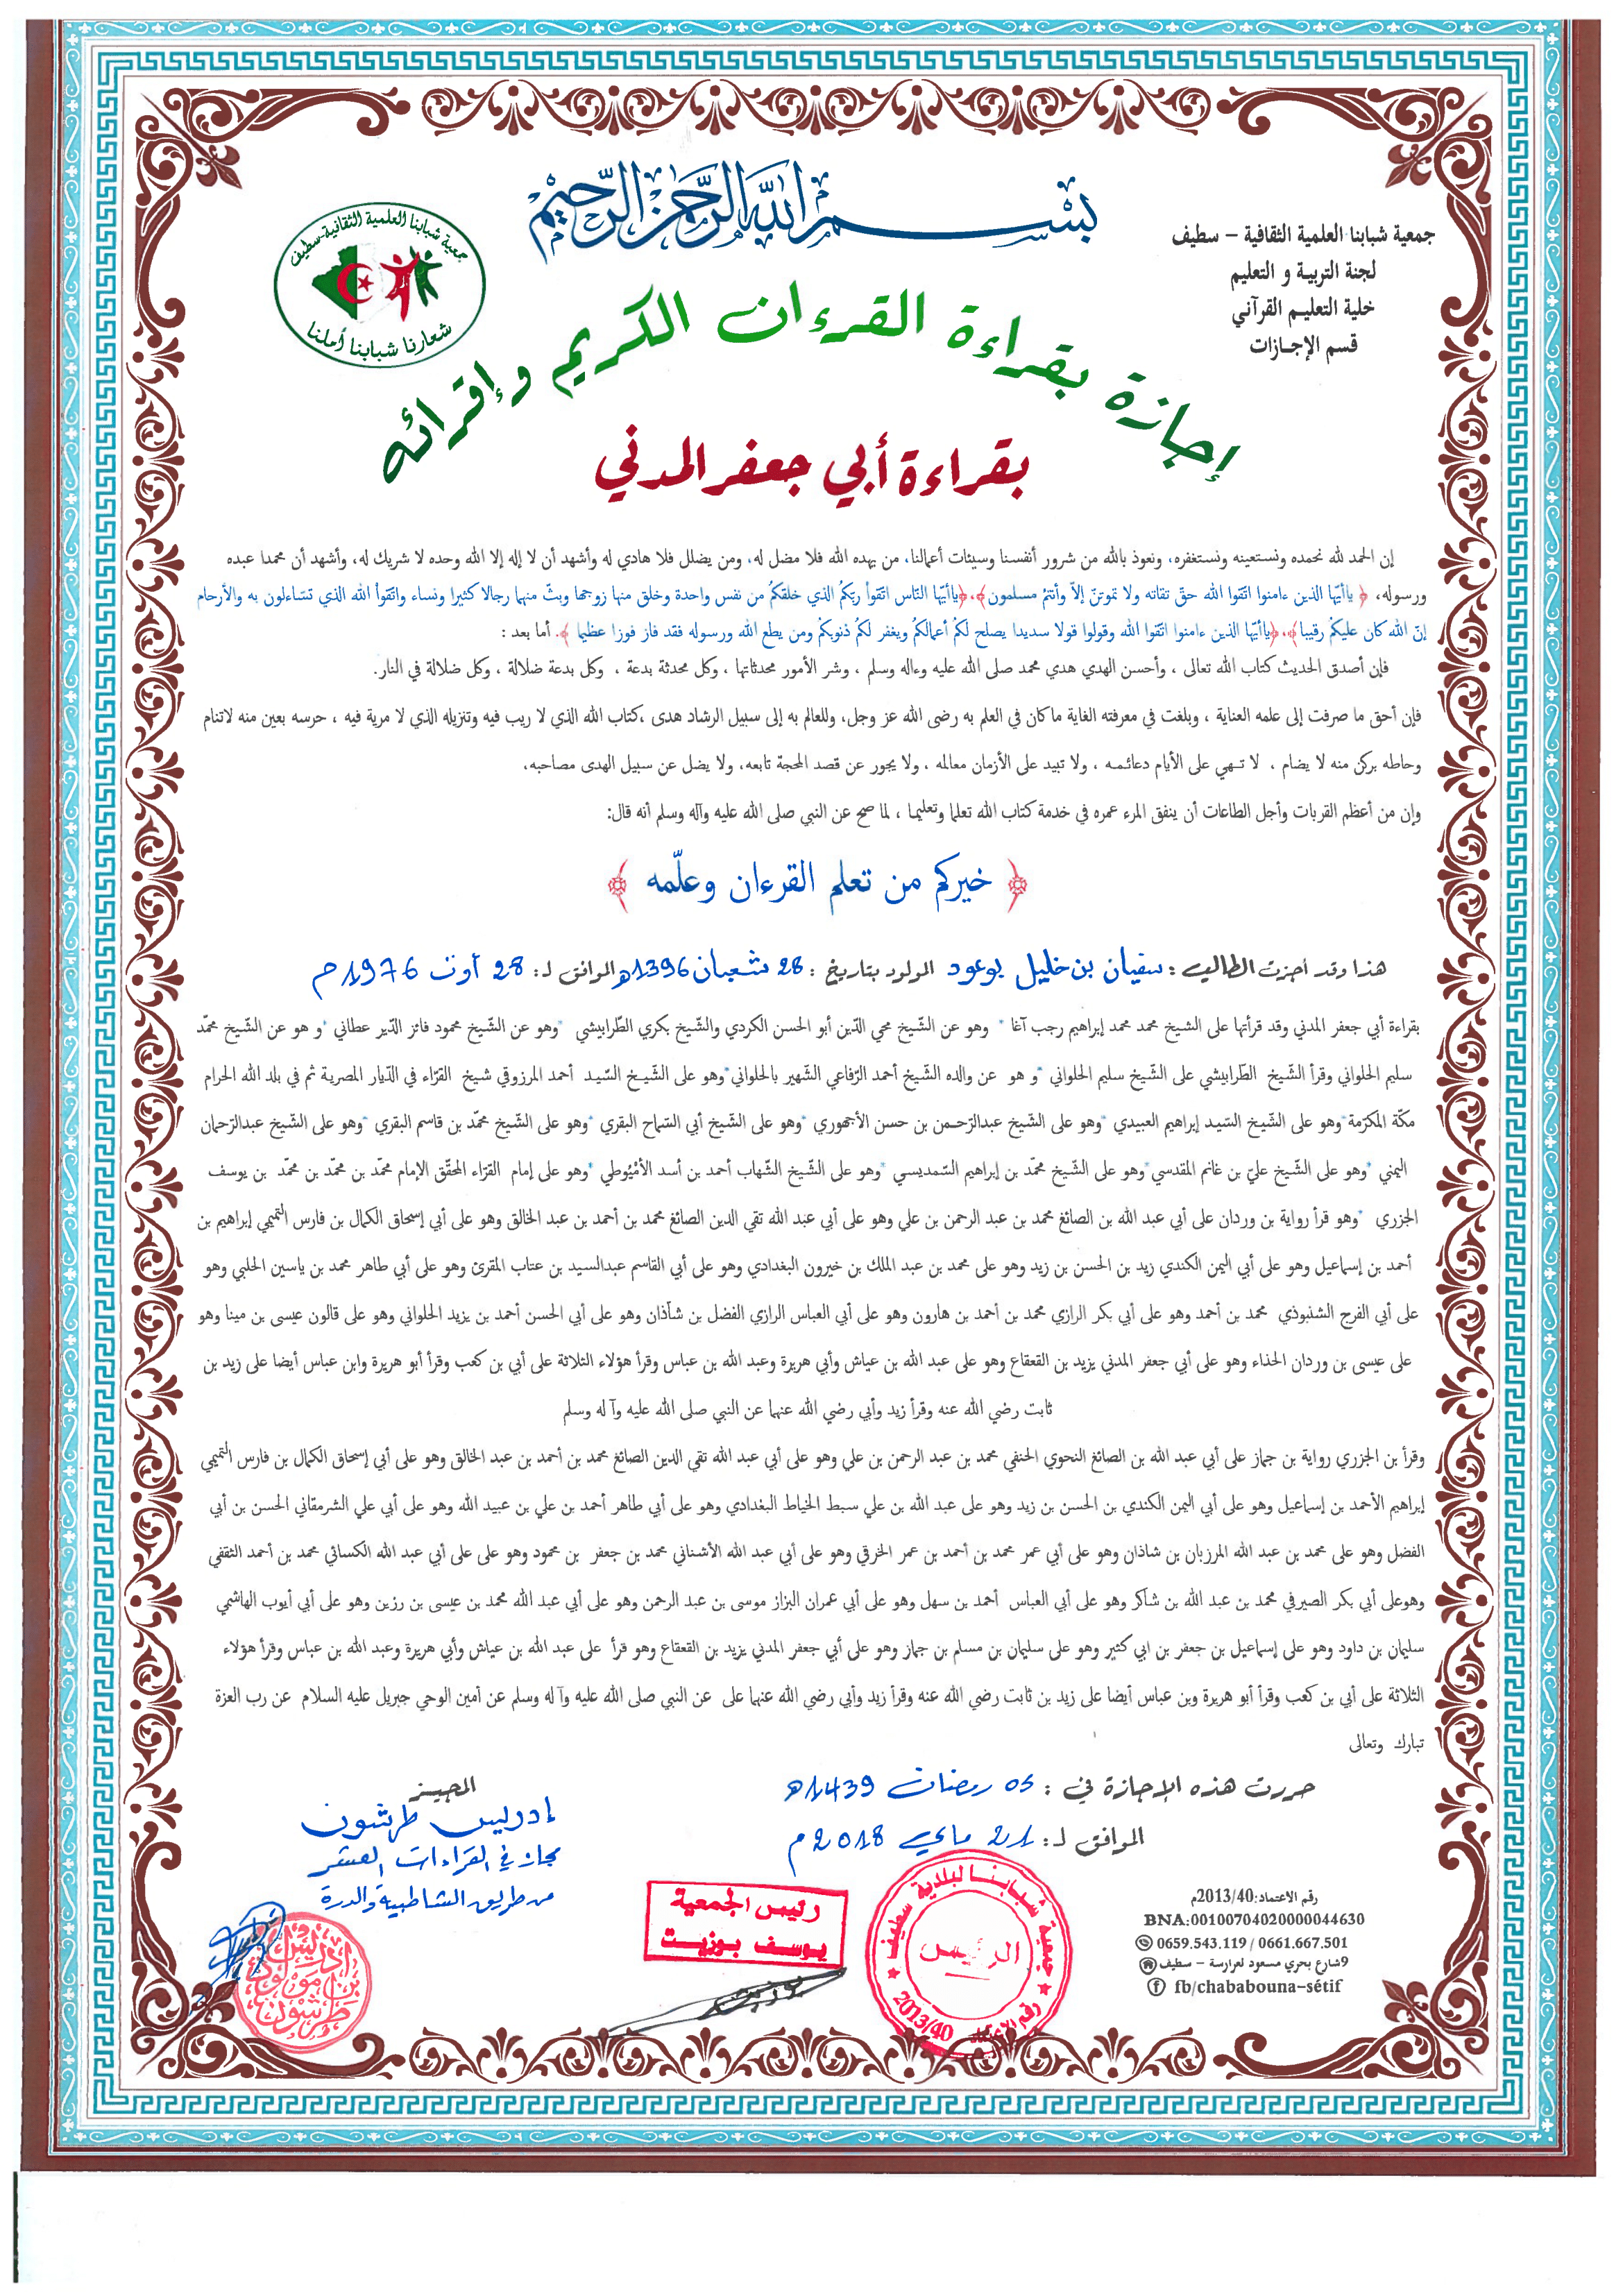 بسم الله الرحمن الرحيم
جمعية شبابنا العلمية الثقافية – سطيف
لجنة التربية و التعليم
خلية التعليم القرآني
قسم الإجازات
جمعية شبابنا العلمية الثقافية-سطيف
شعارنا شبابنا أملنا
إجازة بقراءة القرءان الكريم وإقرائه
بقراءة أبي جعفر المدني
إن الحمد لله نحمده ونستعينه ونستغفره، ونعوذ بالله من شرور أنفسنا وسيئات أعمالنا، من يهده الله فلا مضل له، ومن يضلل فلا هادي له وأشهد أن لا إله إلا الله وحده لا شريك له، وأشهد أن محمدا عبده
ورسوله، ﴿ ياأيّها الذين ءامنوا اتّقوا الله حقّ تقاته ولا تموتنّ إلاّ وأنتمُ مسلمون﴾،﴿ياأيّها النّاس اتّقوأ ربّكمُ الذي خلقكمُ من نفس واحدة وخلق منها زوجها وبثّ منهما رجالا كثيرا ونساء واتّقوأ الله الذي تسّاءلون به والأرحام
إنّ الله كان عليكمُ رقيبا﴾،﴿ياأيّها الذين ءامنوا اتّقوا الله وقولوا قولا سديدا يصلح لكمُ أعمالكمُ ويغفر لكمُ ذنوبكمُ ومن يطع الله ورسوله فقد فاز فوزا عظيما ﴾. أما بعد :
فإن أصدق الحديث كتاب الله تعالى ، وأحسن الهدي هدي محمد صلى الله عليه وءاله وسلم ، وشر الأمور محدثاتها ، وكل محدثة بدعة ، وكل بدعة ضلالة ، وكل ضلالة في النار.
فإن أحق ما صرفت إلى علمه العناية ، وبلغت في معرفته الغاية ماكان في العلم به رضى الله عز وجل، وللعالم به إلى سبيل الرشاد هدى ،كتاب الله الذي لا ريب فيه وتنزيله الذي لا مرية فيه ، حرسه بعين منه لاتنام
وحاطه بركن منه لا يضام ، لا تهي على الأيام دعائمه ، ولا تبيد على الأزمان معالمه ، ولا يجور عن قصد المحجة تابعه، ولا يضل عن سبيل الهدى مصاحبه،
وإن من أعظم القربات وأجل الطاعات أن ينفق المرء عمره في خدمة كتاب الله تعلما وتعليما ، لما صح عن النبي صلى الله عليه وآله وسلم أنه قال:
﴿ خيركم من تعلم القرءان وعلّمه ﴾
هذا وقد أجزت الطالب : سفيان بن خليل بوعود المولود بتاريخ : 28 شعبان 1396ه الموافق لـ: 28 أوت 1976م
بقراءة أبي جعفر المدني وقد قرأتها على الشيخ محمد محمد إبراهيم رجب آغا * وهو عن الشّيخ محي الدّين أبو الحسن الكردي والشّيخ بكري الطّرابيشي *وهو عن الشّيخ محمود فائز الدّير عطاني *و هو عن الشّيخ محمّد
سليم الحلواني وقرأ الشّيخ الطّرابيشي على الشّيخ سليم الحلواني *و هو عن والده الشّيخ أحمد الرّفاعي الشّهير بالحلواني*وهو على الشّيخ السّيد أحمد المرزوقي شيخ القرّاء في الدّيار المصرية ثم في بلد الله الحرام
مكّة المكرّمة*وهو على الشّيخ السّيد إبراهيم العبيدي *وهو على الشّيخ عبدالرّحمن بن حسن الأجهوري *وهو على الشّيخ أبي السّماح البقري *وهو على الشّيخ محمّد بن قاسم البقري *وهو على الشّيخ عبدالرّحمان
اليمني *وهو على الشّيخ عليّ بن غانم المقدسي*وهو على الشّيخ محمّد بن إبراهيم السّمديسي *وهو على الشّيخ الشّهاب أحمد بن أسد الأمْيُوطي *وهو على إمام القرّاء المحقّق الإمام محمّد بن محمّد بن محمّد بن يوسف
الجزري *وهو قرأ رواية بن وردان على أبي عبد الله بن الصائغ محمد بن عبد الرحمن بن علي وهو على أبي عبد الله تقي الدين الصائغ محمد بن أحمد بن عبد الخالق وهو على أبي إسحاق الكمال بن فارس التميمي إبراهيم بن
أحمد بن إسماعيل وهو على أبي اليمن الكندي زيد بن الحسن بن زيد وهو على محمد بن عبد الملك بن خيرون البغدادي وهو على أبي القاسم عبدالسيد بن عتاب المقرئ وهو على أبي طاهر محمد بن ياسين الحلبي وهو
على أبي الفرج الشنبوذي محمد بن أحمد وهو على أبي بكر الرازي محمد بن أحمد بن هارون وهو على أبي العباس الرازي الفضل بن شأذان وهو على أبي الحسن أحمد بن يزيد الحلواني وهو على قالون عيسى بن مينا وهو
على عيسى بن وردان الحذاء وهو على أبي جعفر المدني يزيد بن القعقاع وهو على عبد الله بن عياش وأبي هريرة وعبد الله بن عباس وقرأ هؤلاء الثلاثة على أبي بن كعب وقرأ أبو هريرة وابن عباس أيضا على زيد بن
ثابت رضي الله عنه وقرأ زيد وأبي رضي الله عنهما عن النبي صلى الله عليه وآ له وسلم
وقرأ بن الجزري رواية بن جماز على أبي عبد الله بن الصائغ النحوي الحنفي محمد بن عبد الرحمن بن علي وهو على أبي عبد الله تقي الدين الصائغ محمد بن أحمد بن عبد الخالق وهو على أبي إسحاق الكمال بن فارس التميمي
إبراهيم الأحمد بن إسماعيل وهو على أبي اليمن الكندي بن الحسن بن زيد وهو على عبد الله بن علي سبط الخياط البغدادي وهو على أبي طاهر أحمد بن علي بن عبيد الله وهو على أبي علي الشرمقاني الحسن بن أبي
الفضل وهو على محمد بن عبد الله المرزبان بن شاذان وهو على أبي عمر محمد بن أحمد بن عمر الخرقي وهو على أبي عبد الله الأشناني محمد بن جعفر بن محمود وهو على على أبي عبد الله الكسائي محمد بن أحمد الثقفي
وهوعلى أبي بكر الصيرفي محمد بن عبد الله بن شاكر وهو على أبي العباس أحمد بن سهل وهو على أبي عمران البزاز موسى بن عبد الرحمن وهو على أبي عبد الله محمد بن عيسى بن رزين وهو على أبي أيوب الهاشمي
سليمان بن داود وهو على إسماعيل بن جعفر بن ابي كثير وهو على سليمان بن مسلم بن جماز وهو على أبي جعفر المدني يزيد بن القعقاع وهو قرأ على عبد الله بن عياش وأبي هريرة وعبد الله بن عباس وقرأ هؤلاء
الثلاثة على أبي بن كعب وقرأ أبو هريرة وبن عباس أيضا على زيد بن ثابت رضي الله عنه وقرأ زيد وأبي رضي الله عنهما على عن النبي صلى الله عليه وآ له وسلم عن أمين الوحي جبريل عليه السلام عن رب العزة
تبارك وتعالى
حررت هذه الإجازة في : 05 رمضان 1439ه
الموافق لـ: 21 ماي 2018م
المجيز
إدريس طرشون
مجاز في القراءات العشر
من طريق الشاطبية والدرة
إدريس بن مولود طرشون
رئيس الجمعية
يوسف بوزيت
جمعية شبابنا لبلدية سطيف
الرئيس
رقم الاعتماد 2013/40
رقم الاعتماد:2013/40م
BNA:00100704020000044630
0659.543.119 / 0661.667.501
9شارع بحري مسعود لعرارسة – سطيف
fb/chababouna-sétif